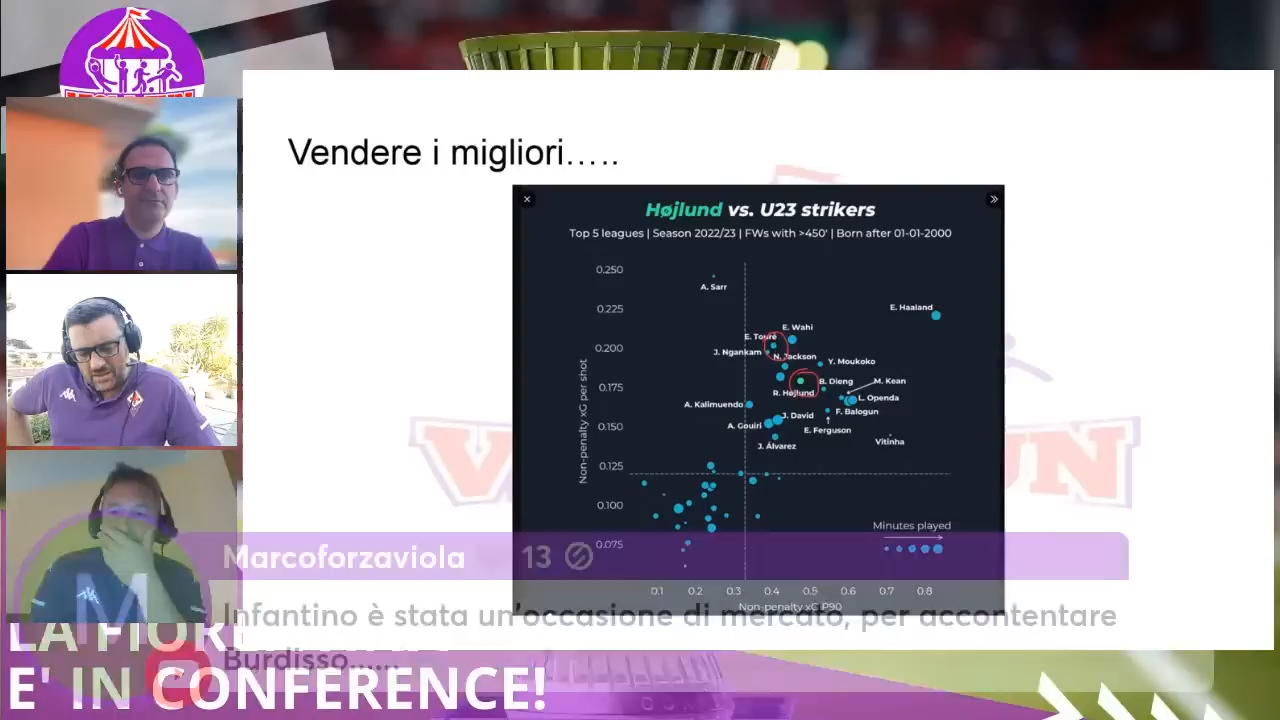 Vendere i migliori…..
Højlund vs. U23 strikers
Top 5 leagues | Season 2022/23 | FWs with >450' | Born after 01-01-2000
0.250
A. Sarr
0.225
E. Haaland
E. Wahi
E. Touré
0.200
J. Ngankam
N. Jackson
Y. Moukoko
0.175
B. Dieng
M. Kean
R. Højlund
L. Openda
A. Kalimuendo
F. Balogun
J. David
0.150
A. Gouiri
E. Ferguson
J. Álvarez
Vitinha
Non-penalty xG per shot
0.125
0.100
Minutes played
0.075
0.1 0.2 0.3 0.4 0.5 0.6 0.7 0.8
Non-penalty xG P90
Marcoforzaviola 13
Infantino è stata un'occasione di mercato, per accontentare
Burdisso......
M
E' IN CONFERENCE!